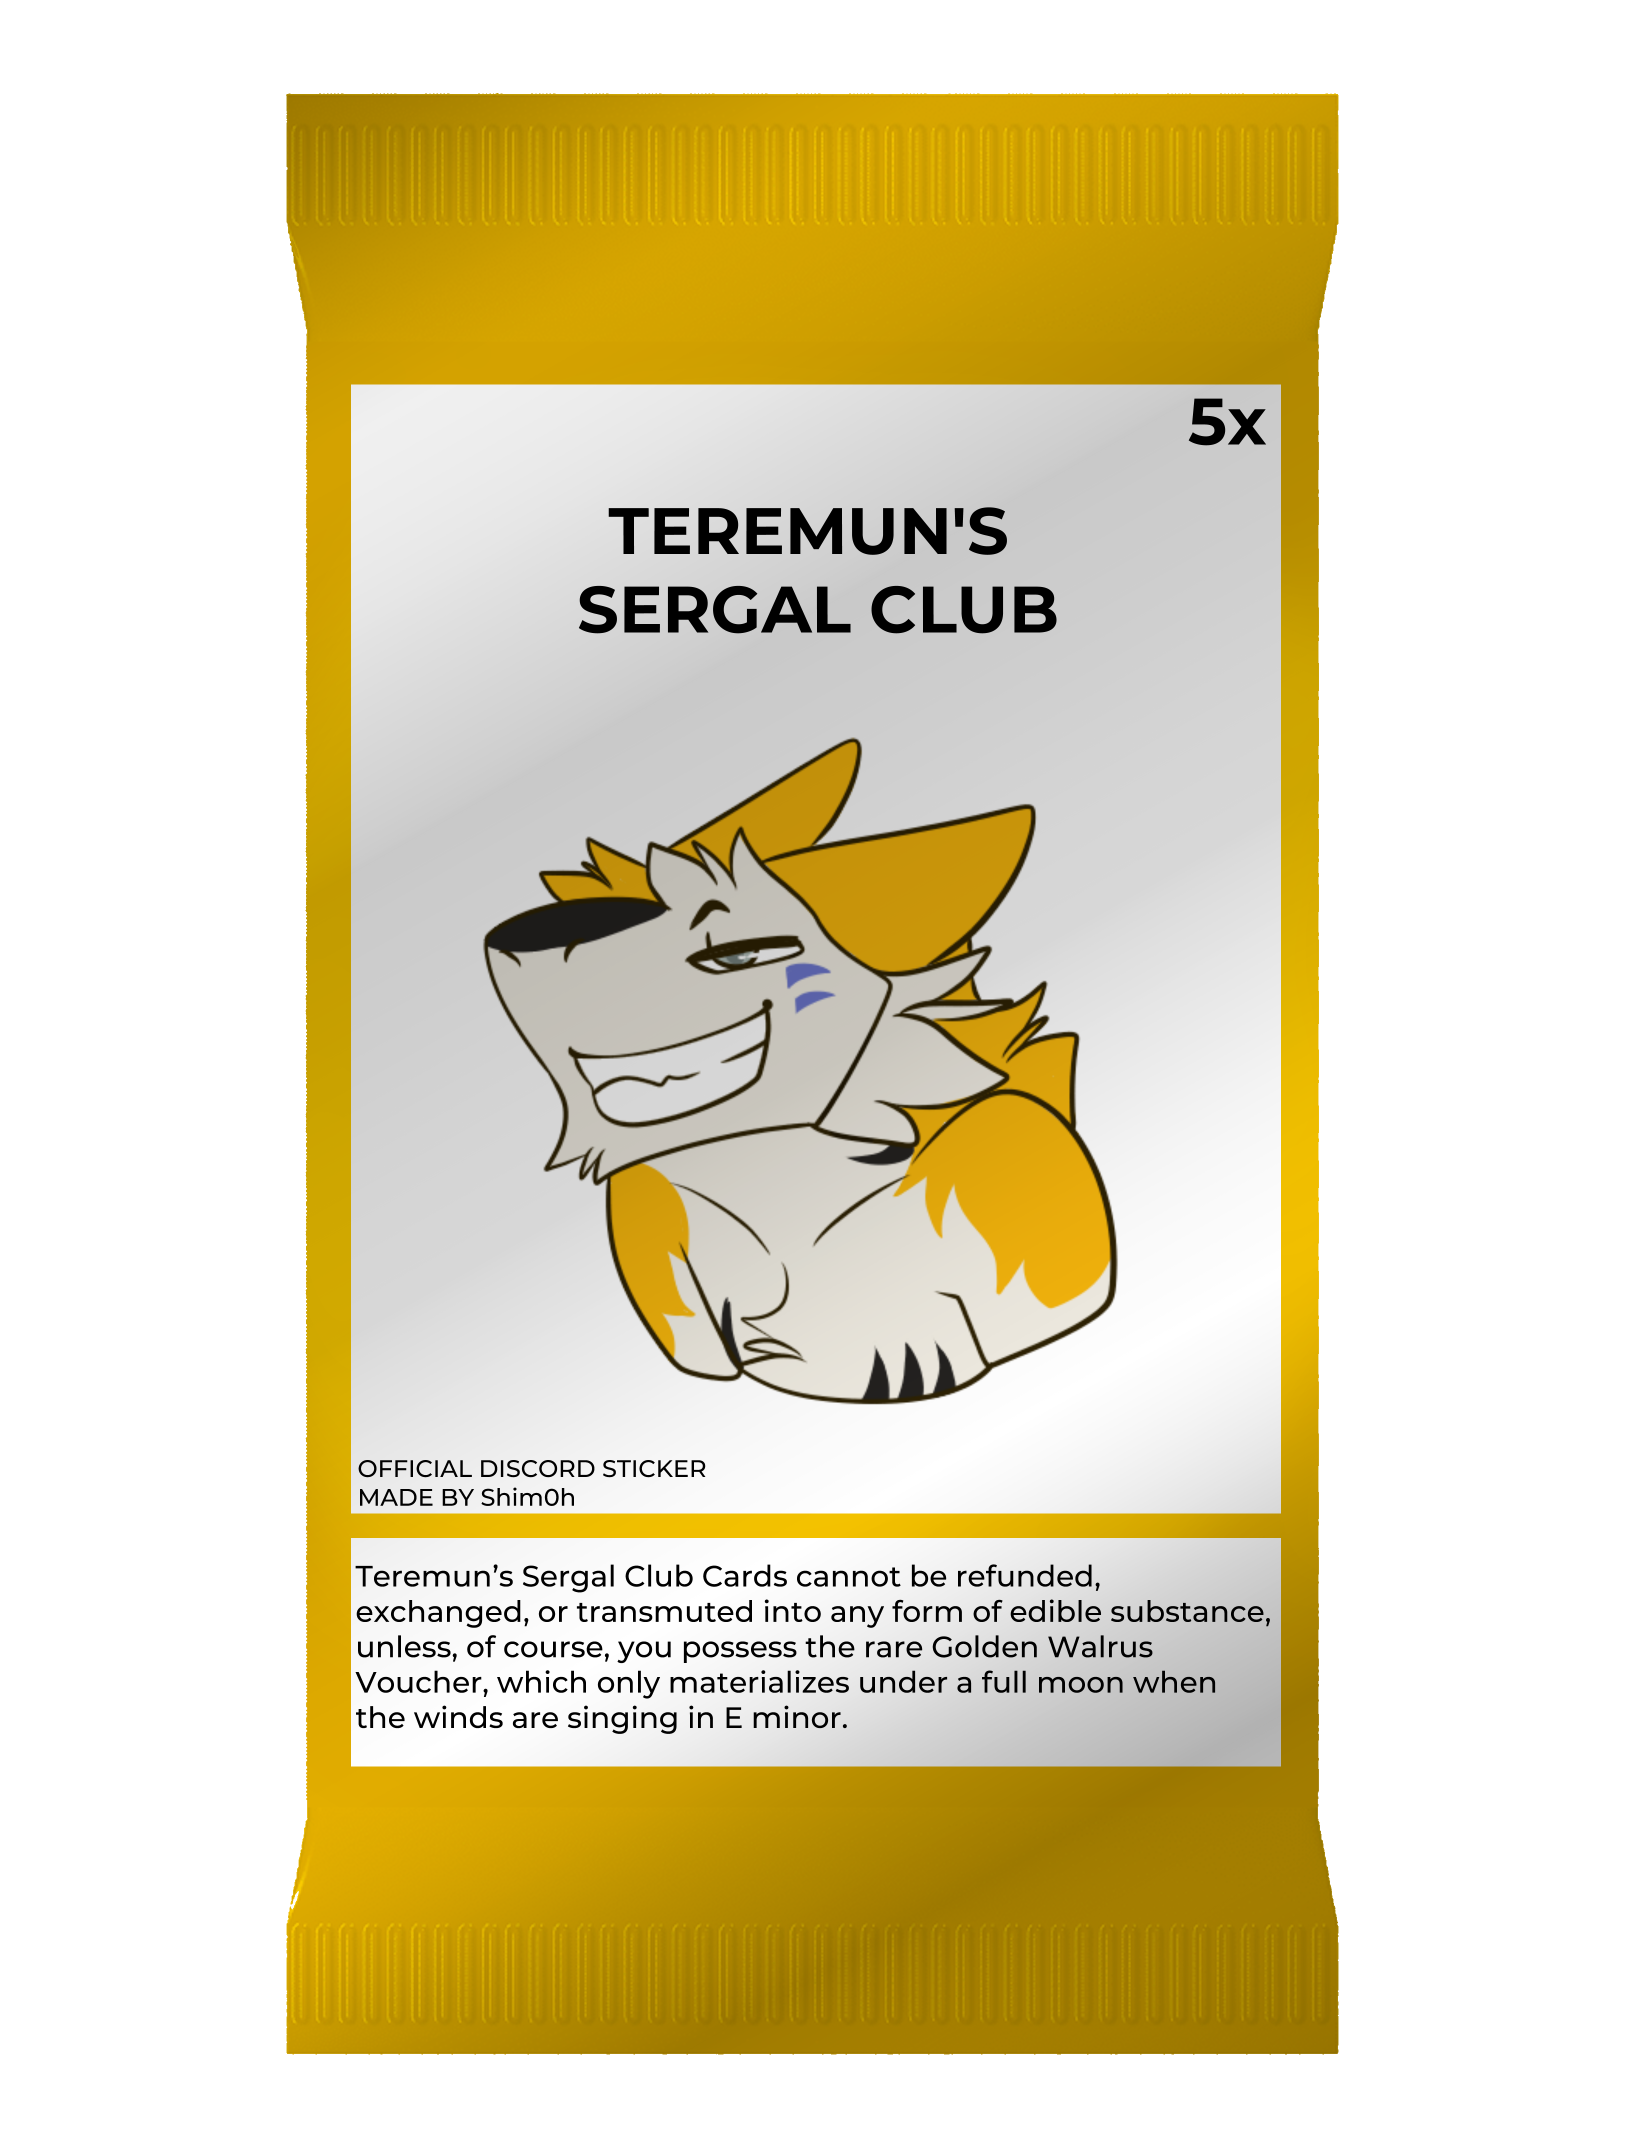 5x
TEREMUN'S
SERGAL CLUB
OFFICIAL DISCORD STICKER
MADE BY Shim0h
Teremun’s Sergal Club Cards cannot be refunded,
exchanged, or transmuted into any form of edible substance,
unless, of course, you possess the rare Golden Walrus
Voucher, which only materializes under a full moon when
the winds are singing in E minor.